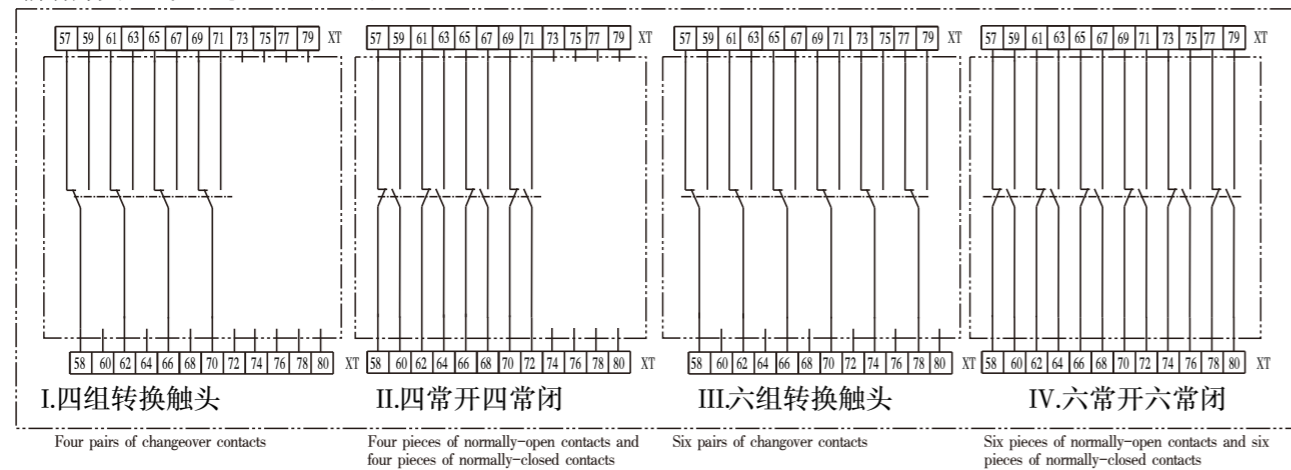 57 59 61 63 65 67 69 71 73 75 77 79 XT
57 59 61 63 65 67 69 71 73 75 77 79 XT
57 59 61 63 65 67 69 71 73 75 77 79 XT
57 59 61 63 65 67 69 71 73 75 77 79 XT
58 60 62 64 66 68 70 72 74 76 78 80 XT
58 60 62 64 66 68 70 72 74 76 78 80 XT
58 60 62 64 66 68 70 72 74 76 78 80 XT
58 60 62 64 66 68 70 72 74 76 78 80 XT
I.四组转换触头
II.四常开四常闭
III.六组转换触头
IV.六常开六常闭
Four pairs of changeover contacts
Four pieces of normally-open contacts and
four pieces of normally-closed contacts
Six pairs of changover contacts
Six pieces of normally-open contacts and six
pieces of normally-closed contacts